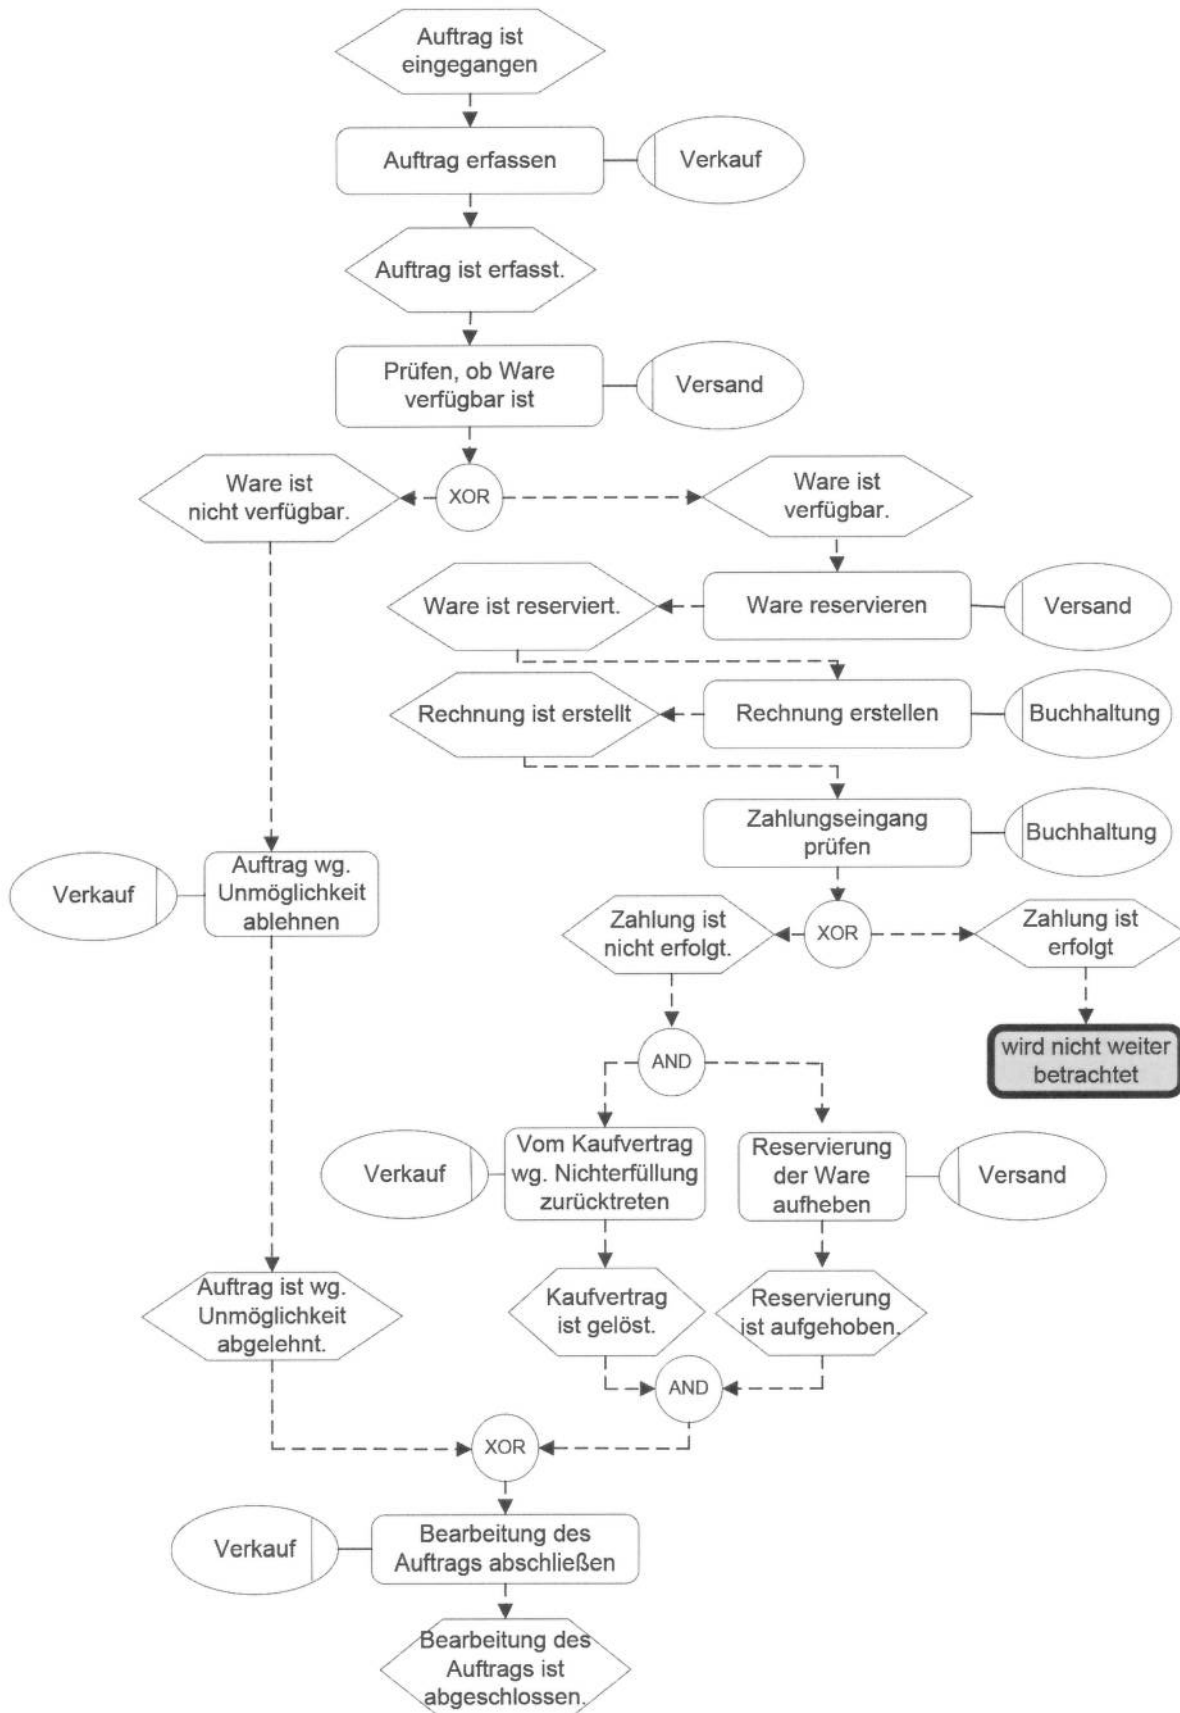 Auftrag ist
eingegangen
Auftrag erfassen
Verkauf
Auftrag ist erfasst.
Prüfen, ob Ware
verfügbar ist
Versand
Ware ist
nicht verfügbar.
XOR
Ware ist
verfügbar.
Ware ist reserviert.
Ware reservieren
Versand
Rechnung ist erstellt
Rechnung erstellen
Buchhaltung
Zahlungseingang
prüfen
Buchhaltung
Verkauf
Auftrag wg.
Unmöglichkeit
ablehnen
Zahlung ist
nicht erfolgt.
XOR
Zahlung ist
erfolgt
AND
wird nicht weiter
betrachtet
Verkauf
Vom Kaufvertrag
wg. Nichterfüllung
zurücktreten
Reservierung
der Ware
aufheben
Versand
Auftrag ist wg.
Unmöglichkeit
abgelehnt.
Kaufvertrag
ist gelöst.
Reservierung
ist aufgehoben.
AND
XOR
Verkauf
Bearbeitung des
Auftrags abschließen
Bearbeitung des
Auftrags ist
abgeschlossen.